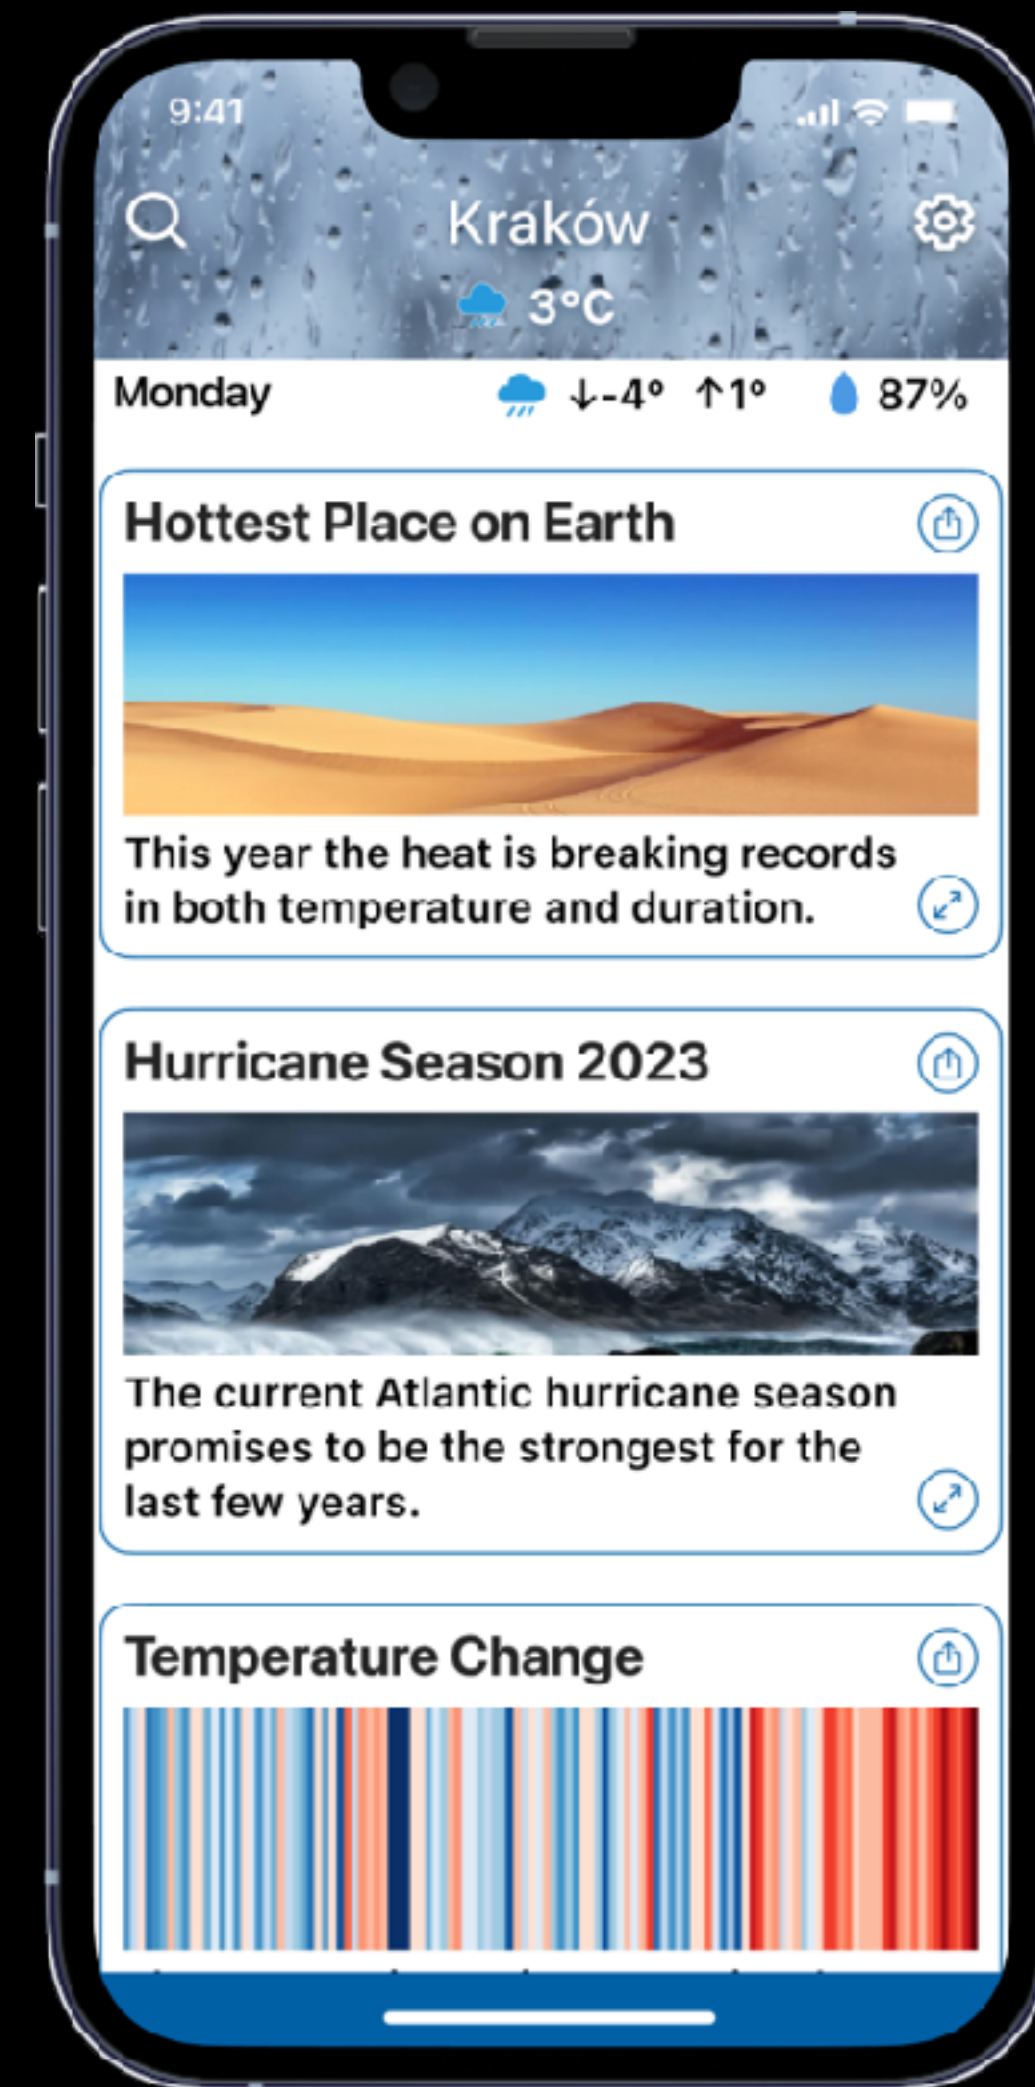 9:41
Kraków
3°C
Monday ↓-4° ↑1° 87%
Hottest Place on Earth
This year the heat is breaking records
in both temperature and duration.
Hurricane Season 2023
The current Atlantic hurricane season
promises to be the strongest for the
last few years.
Temperature Change